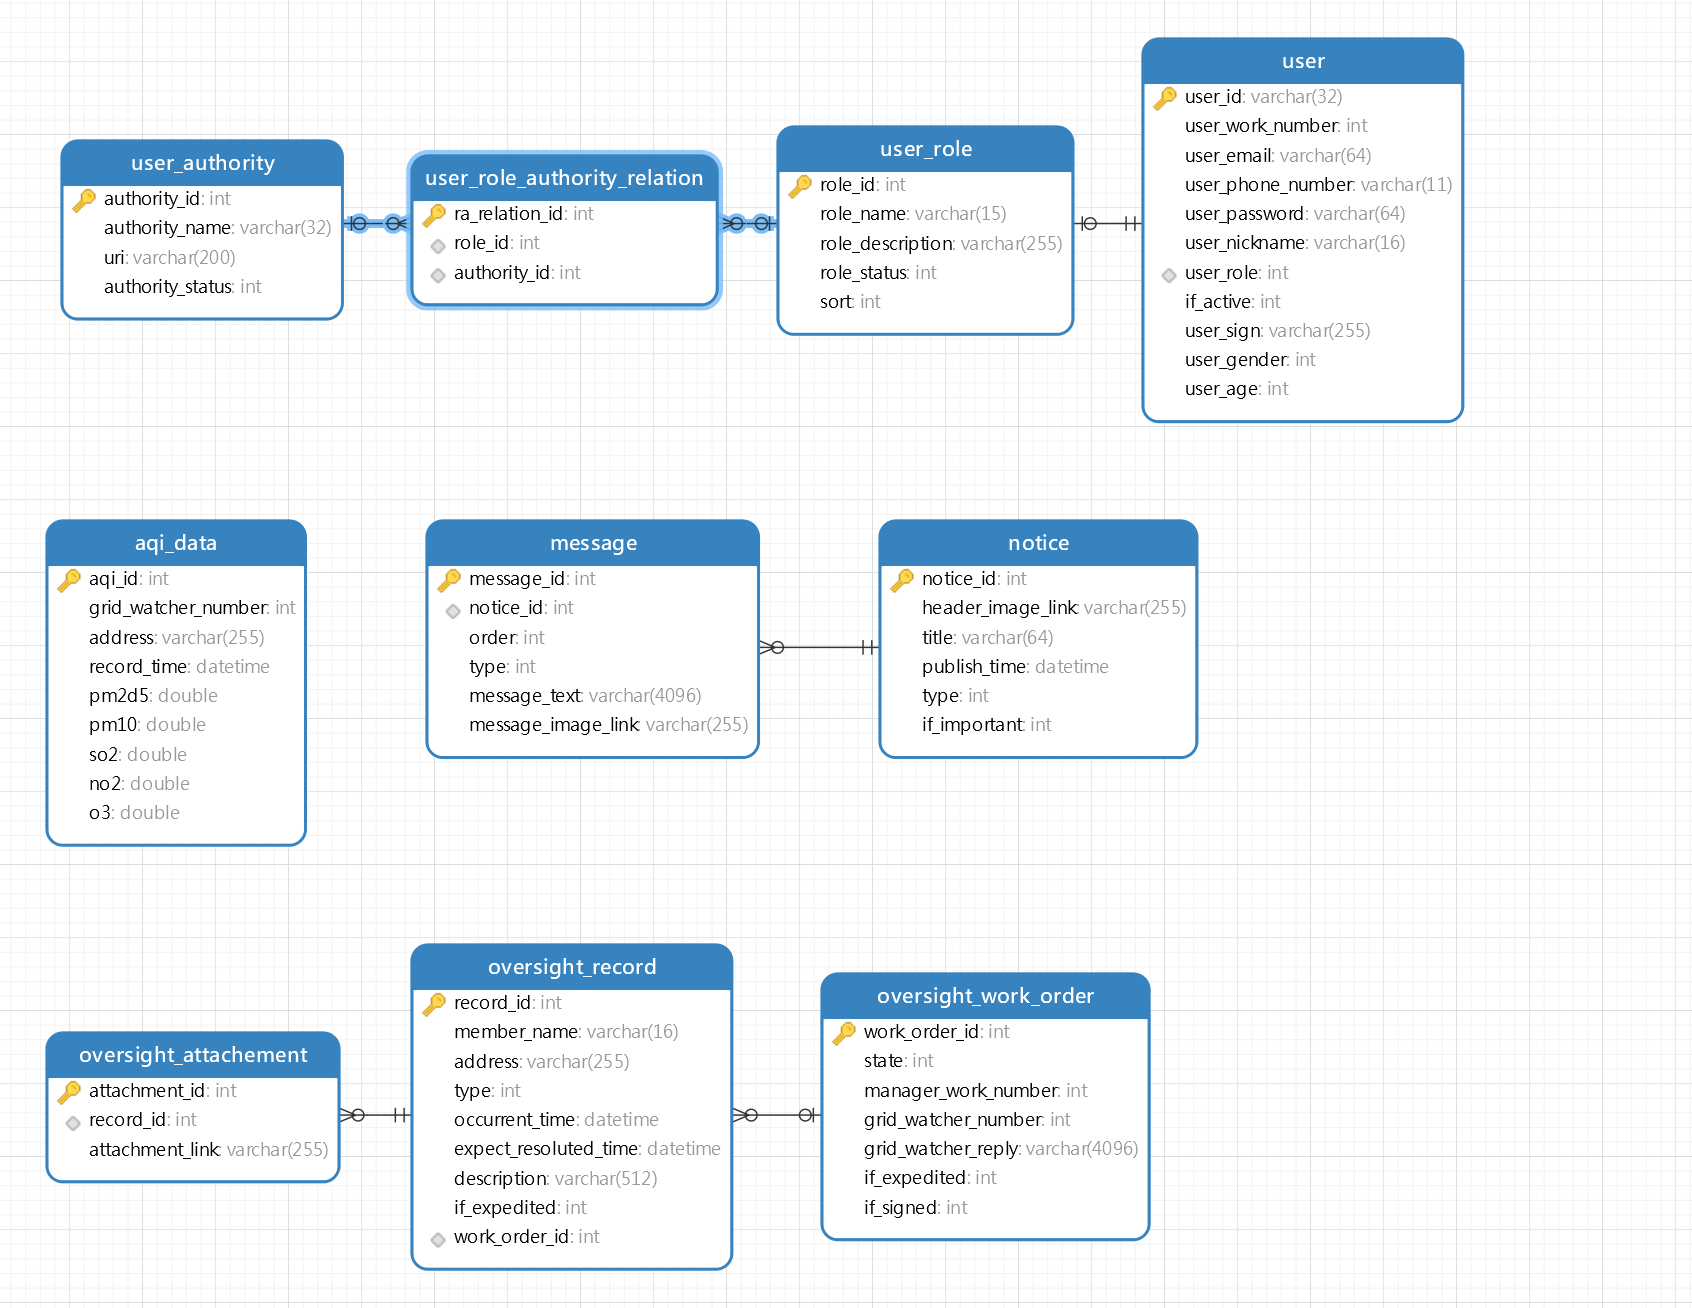 user_authority
authority_id: int
authority_name: varchar(32)
uri: varchar(200)
authority_status: int
user_role_authority_relation
ra_relation_id: int
role_id: int
authority_id: int
user_role
role_id: int
role_name: varchar(15)
role_description: varchar(255)
role_status: int
sort: int
user
user_id: varchar(32)
user_work_number: int
user_email: varchar(64)
user_phone_number: varchar(11)
user_password: varchar(64)
user_nickname: varchar(16)
user_role: int
if_active: int
user_sign: varchar(255)
user_gender: int
user_age: int
aqi_data
aqi_id: int
grid_watcher_number: int
address: varchar(255)
record_time: datetime
pm2d5: double
pm10: double
so2: double
no2: double
o3: double
message
message_id: int
notice_id: int
order: int
type: int
message_text: varchar(4096)
message_image_link: varchar(255)
notice
notice_id: int
header_image_link: varchar(255)
title: varchar(64)
publish_time: datetime
type: int
if_important: int
oversight_attachement
attachment_id: int
record_id: int
attachment_link: varchar(255)
oversight_record
record_id: int
member_name: varchar(16)
address: varchar(255)
type: int
occurrent_time: datetime
expect_resoluted_time: datetime
description: varchar(512)
if_expedited: int
work_order_id: int
oversight_work_order
work_order_id: int
state: int
manager_work_number: int
grid_watcher_number: int
grid_watcher_reply: varchar(4096)
if_expedited: int
if_signed: int